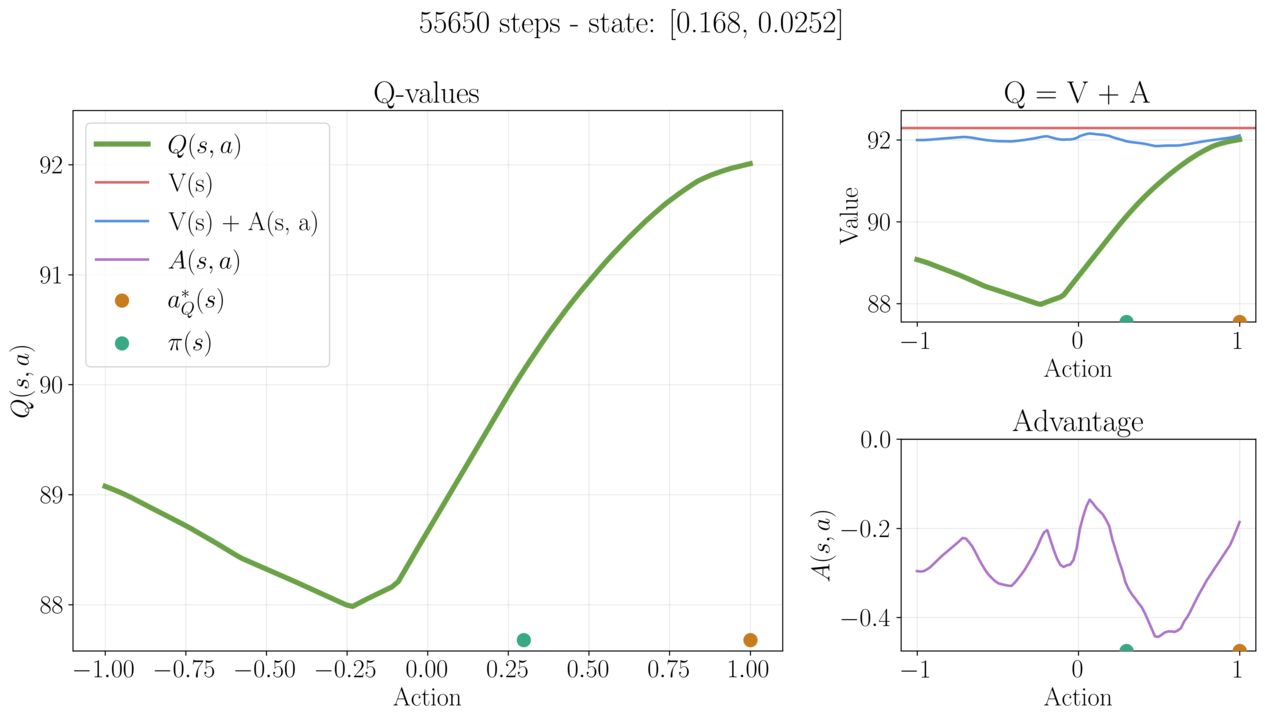 55650 steps - state: [0.168, 0.0252]
Q-values
Q(s, a)
V(s)
V(s) + A(s, a)
A(s, a)
a*_Q(s)
π(s)
92
91
90
89
88
Q(s, a)
−1.00 −0.75 −0.50 −0.25 0.00 0.25 0.50 0.75 1.00
Action
Q = V + A
92
90
88
Value
−1 0 1
Action
Advantage
0.0
−0.2
−0.4
A(s, a)
−1 0 1
Action